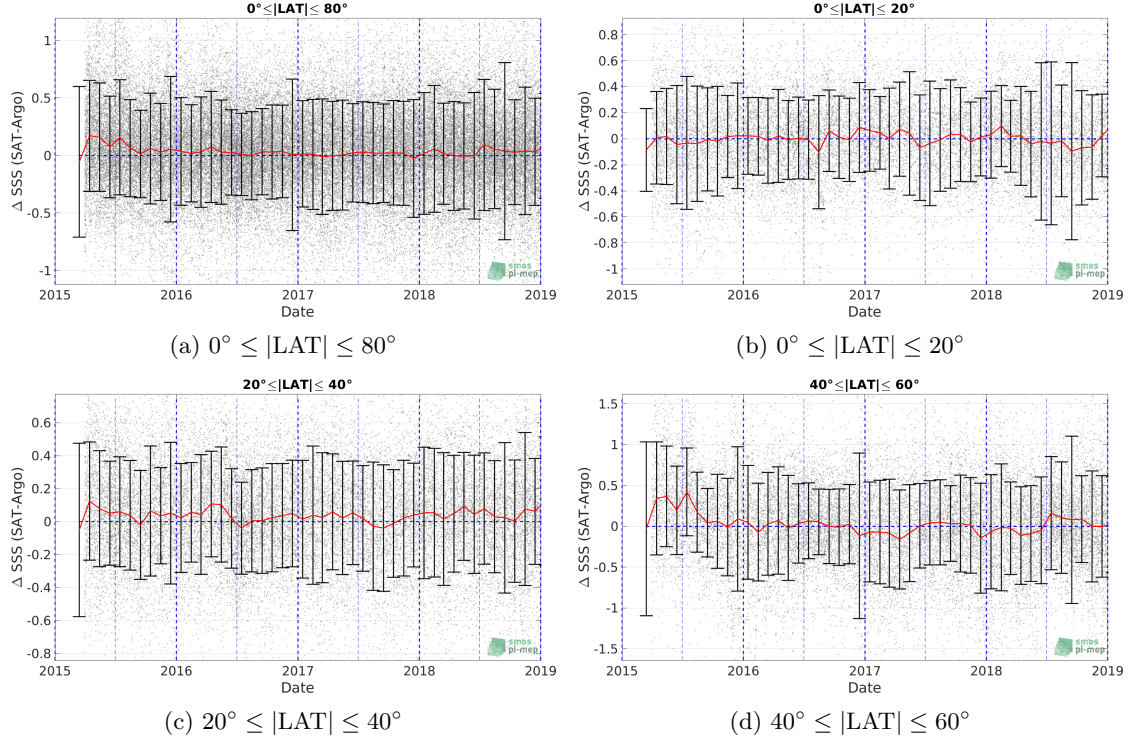 0°≤|LAT|≤ 80°
Δ SSS (SAT-Argo)
1
0.5
0
-0.5
-1
smos
pi-mep
2015 2016 2017 2018 2019
Date
(a) 0° ≤ |LAT| ≤ 80°
0°≤|LAT|≤ 20°
Δ SSS (SAT-Argo)
0.8
0.6
0.4
0.2
0
-0.2
-0.4
-0.6
-0.8
-1
smos
pi-mep
2015 2016 2017 2018 2019
Date
(b) 0° ≤ |LAT| ≤ 20°
20°≤|LAT|≤ 40°
Δ SSS (SAT-Argo)
0.6
0.4
0.2
0
-0.2
-0.4
-0.6
-0.8
smos
pi-mep
2015 2016 2017 2018 2019
Date
(c) 20° ≤ |LAT| ≤ 40°
40°≤|LAT|≤ 60°
Δ SSS (SAT-Argo)
1.5
1
0.5
0
-0.5
-1
-1.5
smos
pi-mep
2015 2016 2017 2018 2019
Date
(d) 40° ≤ |LAT| ≤ 60°